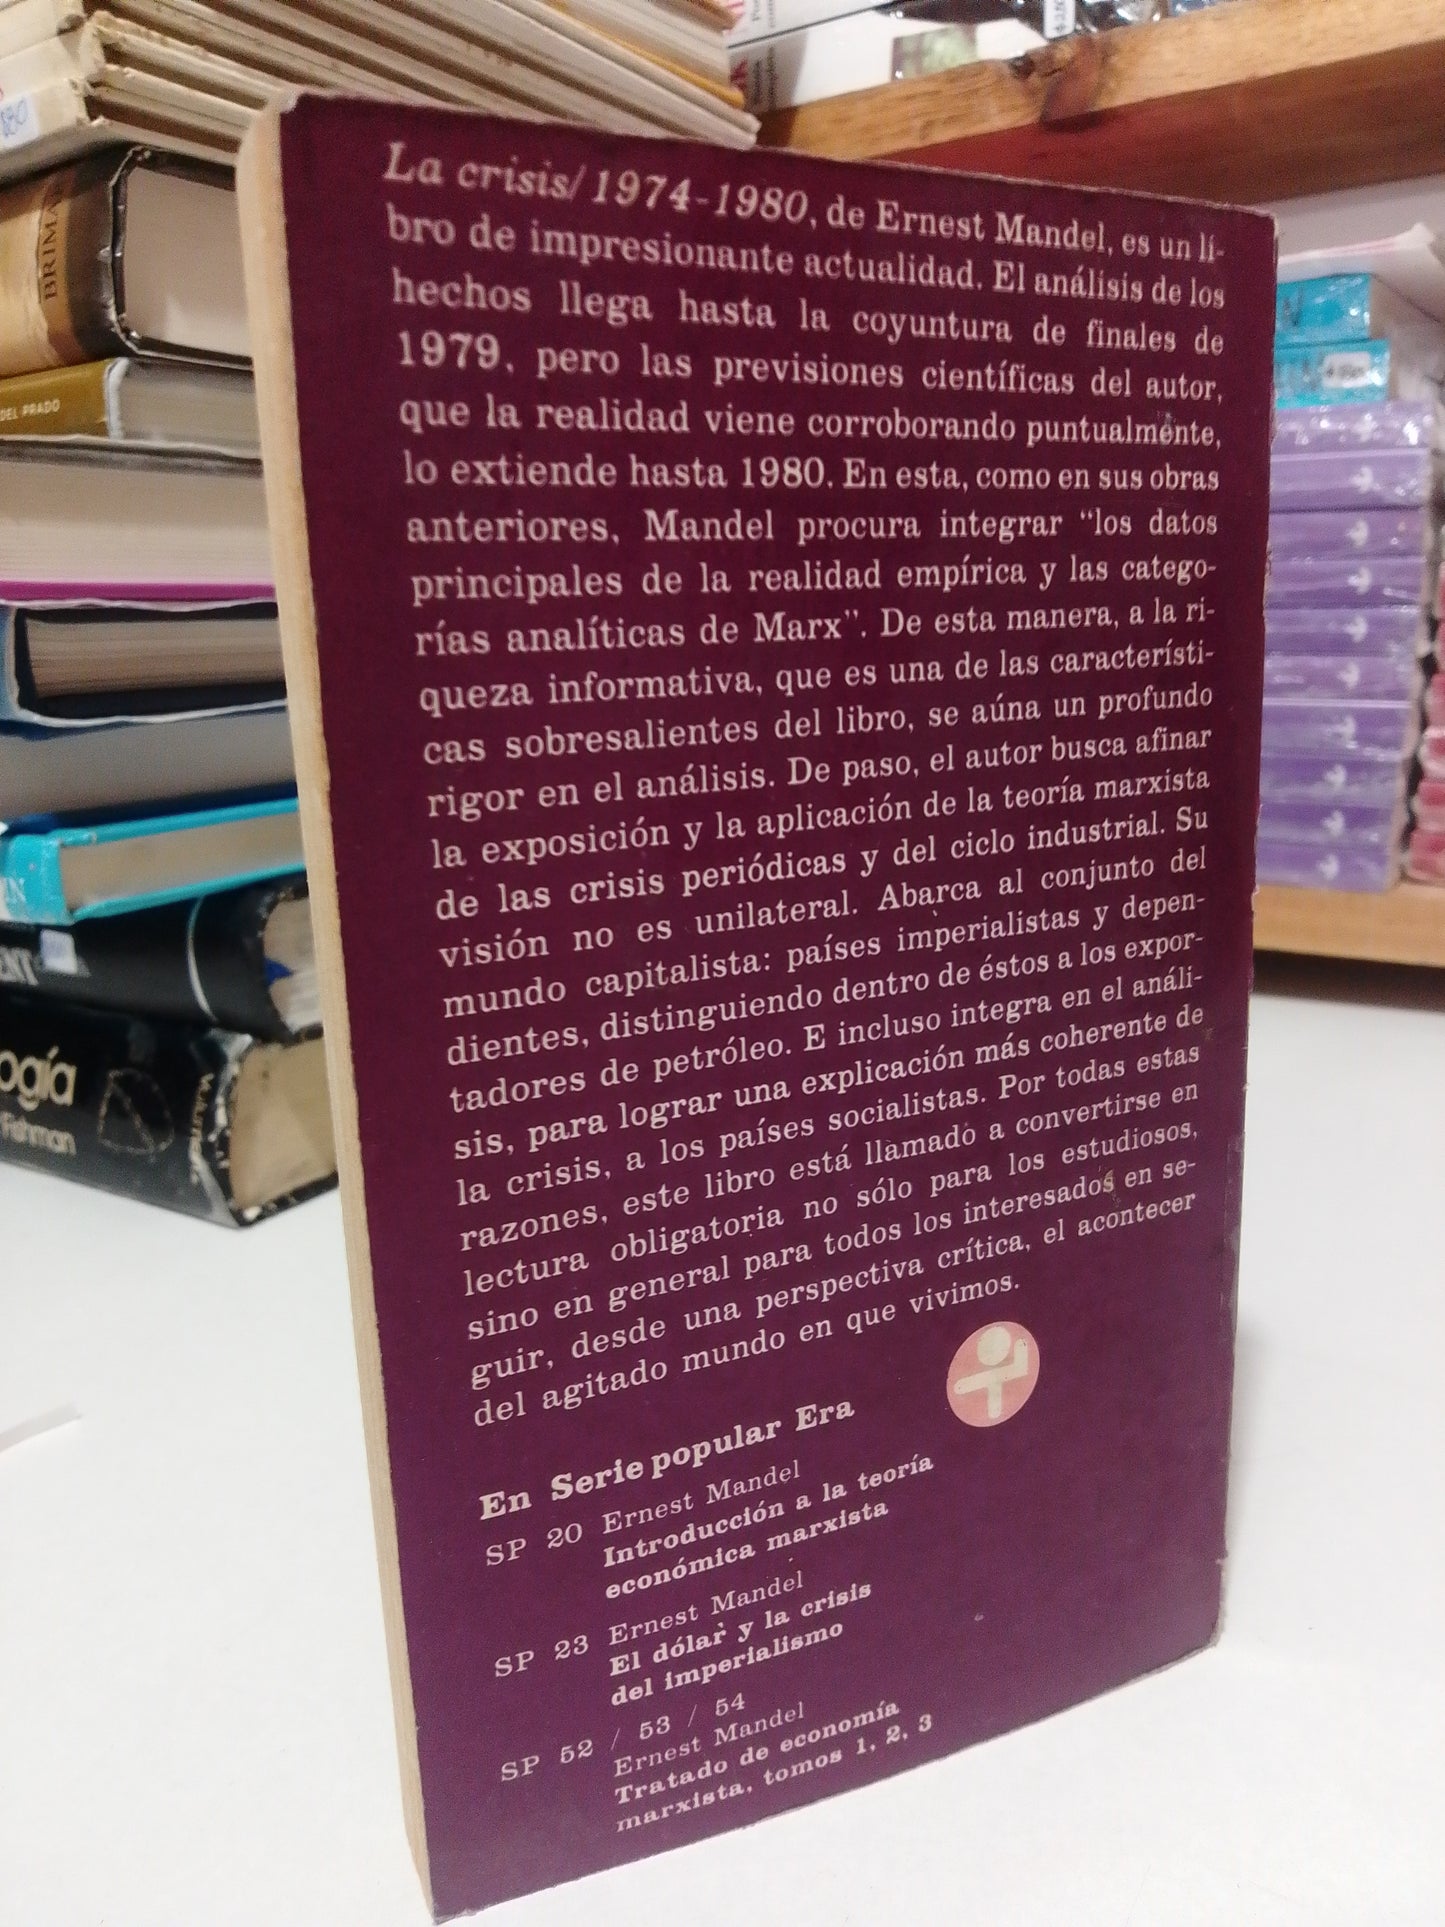 La crisis/ 1974-1980, de Ernest Mandel, es un li-
bro de impresionante actualidad. El análisis de los
hechos llega hasta la coyuntura de finales de
1979, pero las previsiones científicas del autor,
que la realidad viene corroborando puntualmente,
lo extiende hasta 1980. En esta, como en sus obras
anteriores, Mandel procura integrar "los datos
principales de la realidad empírica y las catego-
rías analíticas de Marx". De esta manera, a la ri-
queza informativa, que es una de las característi-
cas sobresalientes del libro, se aúna un profundo
rigor en el análisis. De paso, el autor busca afinar
la exposición y la aplicación de la teoría marxista
de las crisis periódicas y del ciclo industrial. Su
visión no es unilateral. Abarca al conjunto del
mundo capitalista: países imperialistas y depen-
dientes, distinguiendo dentro de éstos a los expor-
tadores de petróleo. E incluso integra en el análi-
sis, para lograr una explicación más coherente de
la crisis, a los países socialistas. Por todas estas
razones, este libro está llamado a convertirse en
lectura obligatoria no sólo para los estudiosos,
sino en general para todos los interesados en se-
guir, desde una perspectiva crítica, el acontecer
del agitado mundo en que vivimos.
En Serie popular Era
SP 20 Ernest Mandel
Introducción a la teoría
económica marxista
SP 23 Ernest Mandel
El dólar y la crisis
del imperialismo
SP 52 / 53 / 54
Ernest Mandel
Tratado de economía
marxista, tomos 1, 2, 3
BRIMA
DEL PRADO
ogía
Fishman